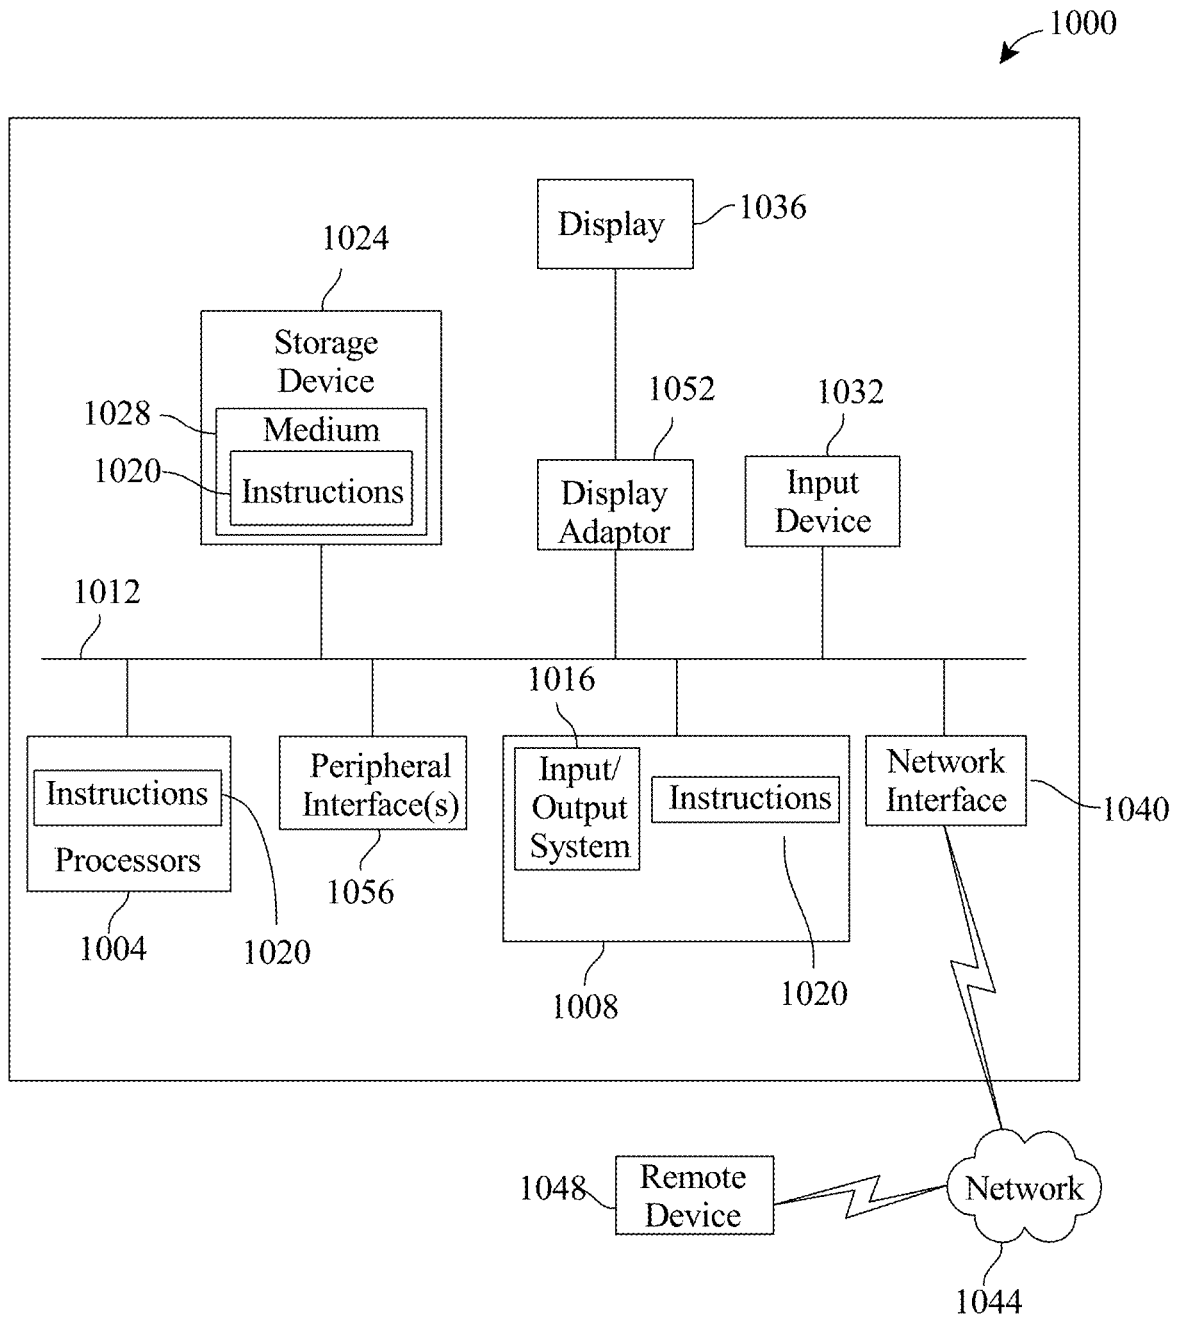 1000
Display
1036
1024
Storage
Device
1052
1032
1028
Medium
1020
Instructions
Display
Adaptor
Input
Device
1012
1016
Instructions
Processors
1004
1020
Peripheral
Interface(s)
1056
Input/
Output
System
Instructions
1008
1020
Network
Interface
1040
1048
Remote
Device
Network
1044